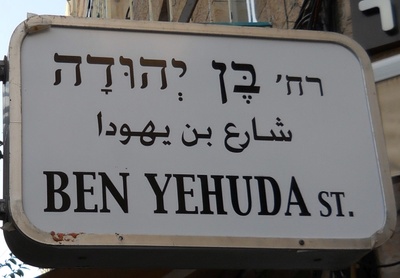 רח' בֶּן יְהוּדָה
شارع بن يهودا
BEN YEHUDA ST.